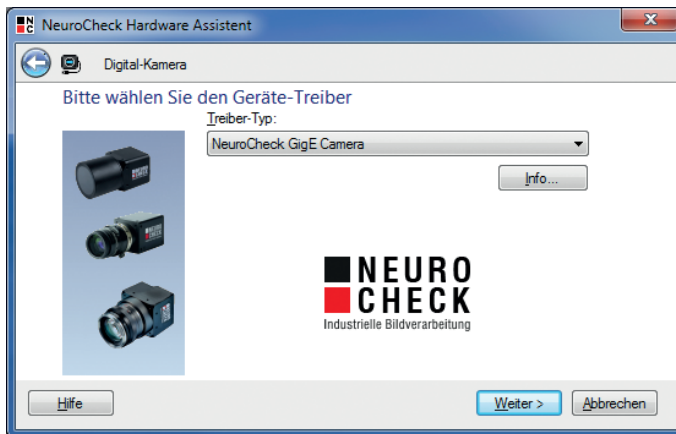 NeuroCheck Hardware Assistent
Digital-Kamera
Bitte wählen Sie den Geräte-Treiber
Treiber-Typ:
NeuroCheck GigE Camera
Info...
NEURO
CHECK
Industrielle Bildverarbeitung
Hilfe
Weiter >
Abbrechen